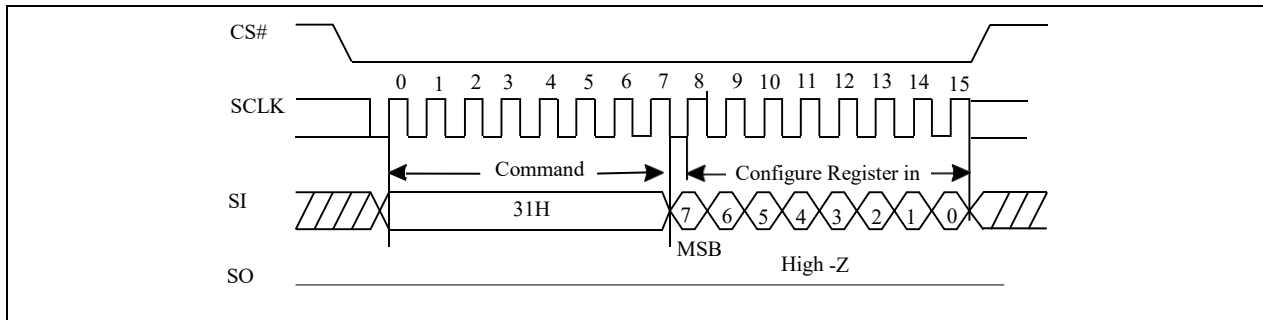 CS#
0 1 2 3 4 5 6 7 8 9 10 11 12 13 14 15
SCLK
Command Configure Register in
SI 31H 7 6 5 4 3 2 1 0
MSB
High -Z
SO